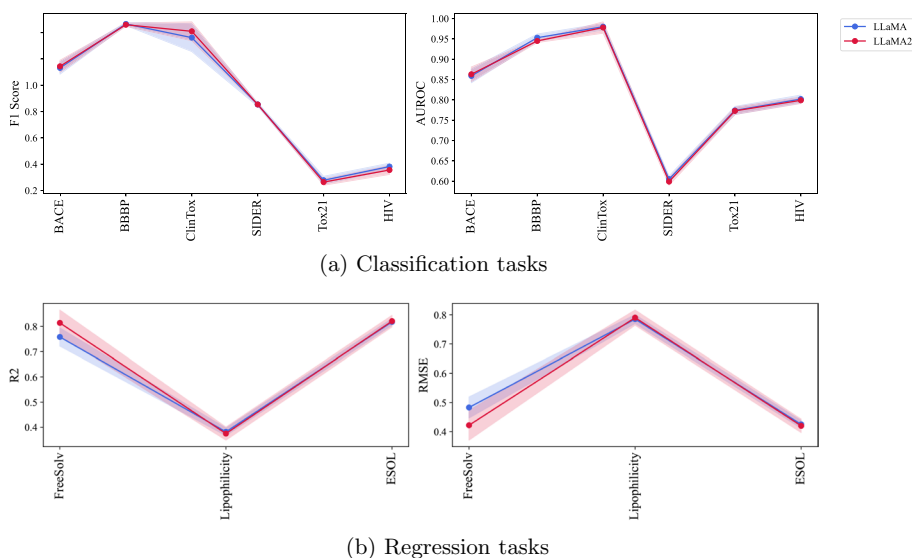 F1 Score
1.0
0.8
0.6
0.4
0.2
BACE
BBBP
ClinTox
SIDER
Tox21
HIV
AUROC
1.00
0.95
0.90
0.85
0.80
0.75
0.70
0.65
0.60
BACE
BBBP
ClinTox
SIDER
Tox21
HIV
LLaMA
LLaMA2
(a) Classification tasks
R2
0.8
0.7
0.6
0.5
0.4
FreeSolv
Lipophilicity
ESOL
RMSE
0.8
0.7
0.6
0.5
0.4
FreeSolv
Lipophilicity
ESOL
(b) Regression tasks